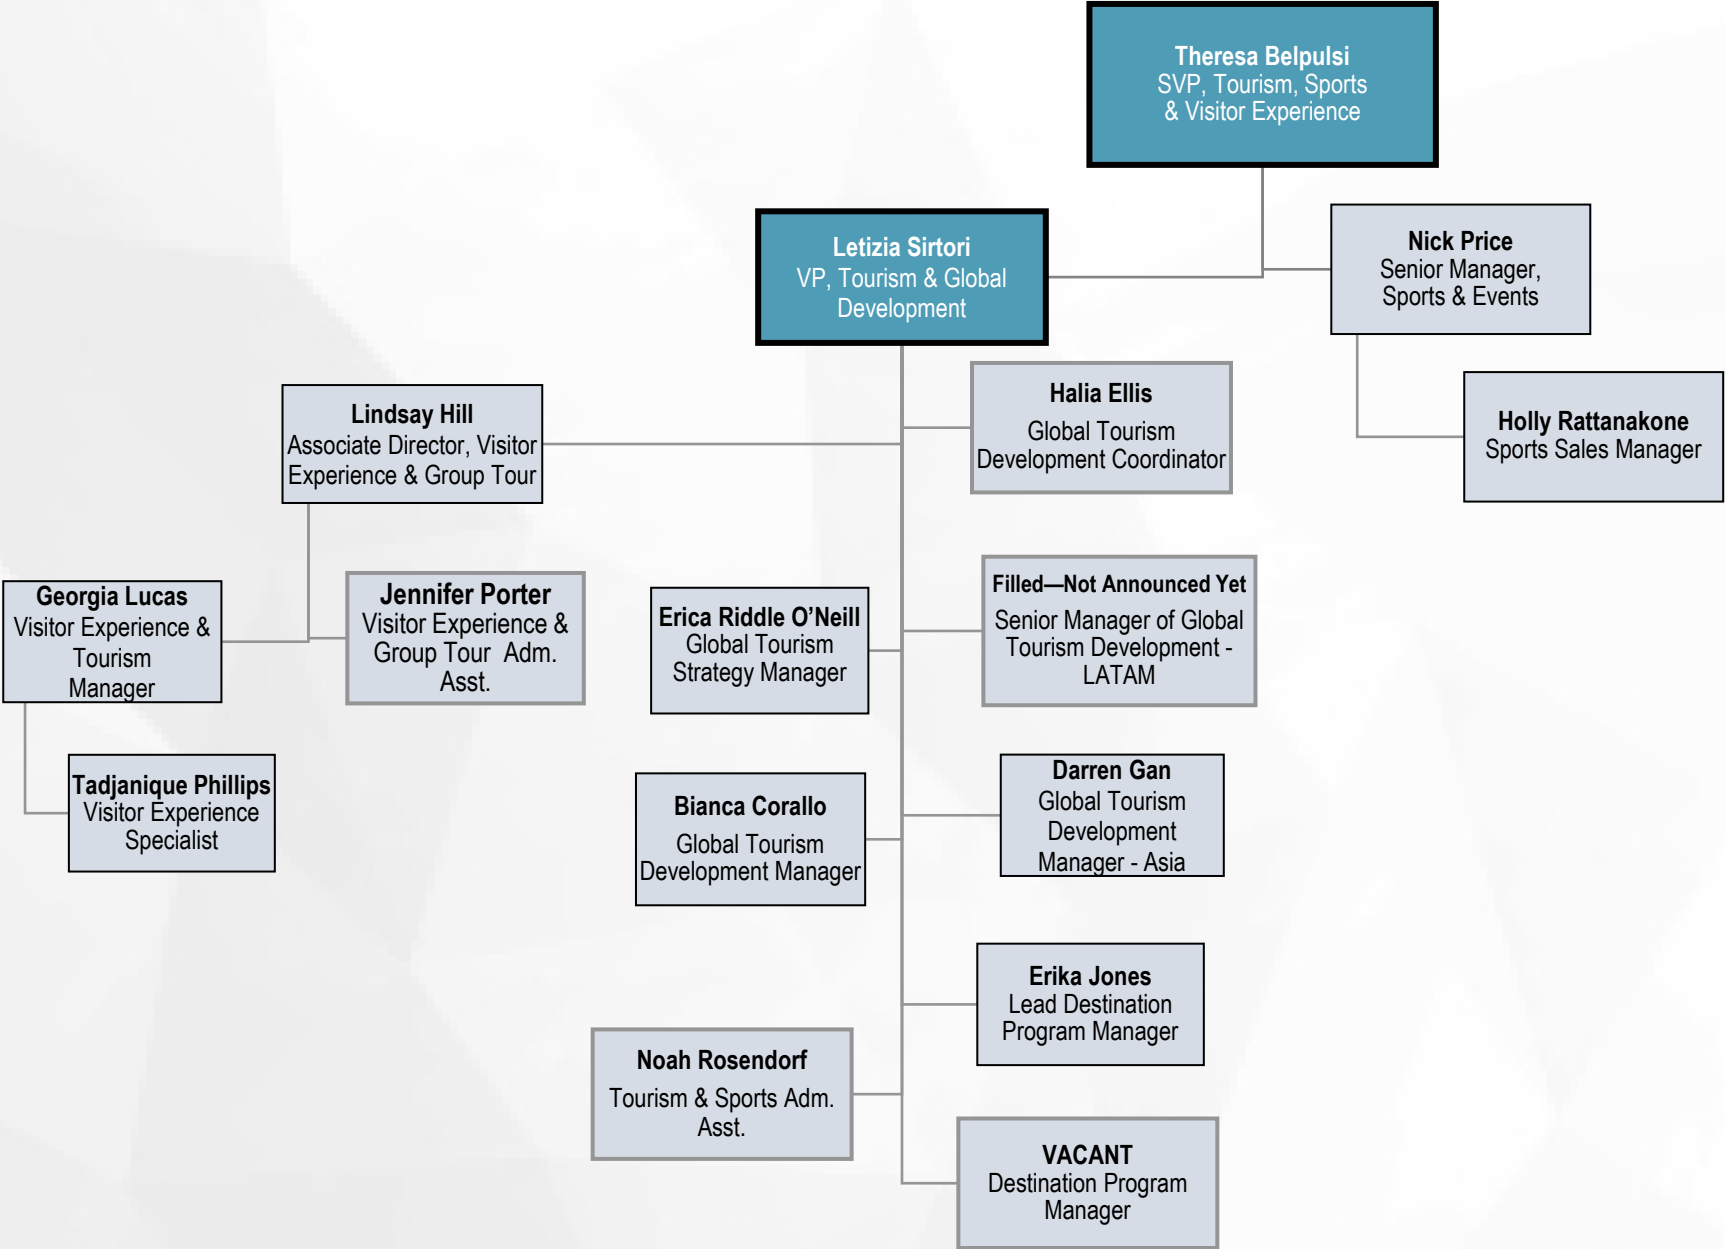 Theresa Belpulsi
SVP, Tourism, Sports
& Visitor Experience
Letizia Sirtori
VP, Tourism & Global
Development
Nick Price
Senior Manager,
Sports & Events
Holly Rattanakone
Sports Sales Manager
Halia Ellis
Global Tourism
Development Coordinator
Lindsay Hill
Associate Director, Visitor
Experience & Group Tour
Georgia Lucas
Visitor Experience &
Tourism
Manager
Jennifer Porter
Visitor Experience &
Group Tour  Adm.
Asst.
Tadjanique Phillips
Visitor Experience
Specialist
Erica Riddle O’Neill
Global Tourism
Strategy Manager
Filled—Not Announced Yet
Senior Manager of Global
Tourism Development -
LATAM
Bianca Corallo
Global Tourism
Development Manager
Darren Gan
Global Tourism
Development
Manager - Asia
Erika Jones
Lead Destination
Program Manager
Noah Rosendorf
Tourism & Sports Adm.
Asst.
VACANT
Destination Program
Manager